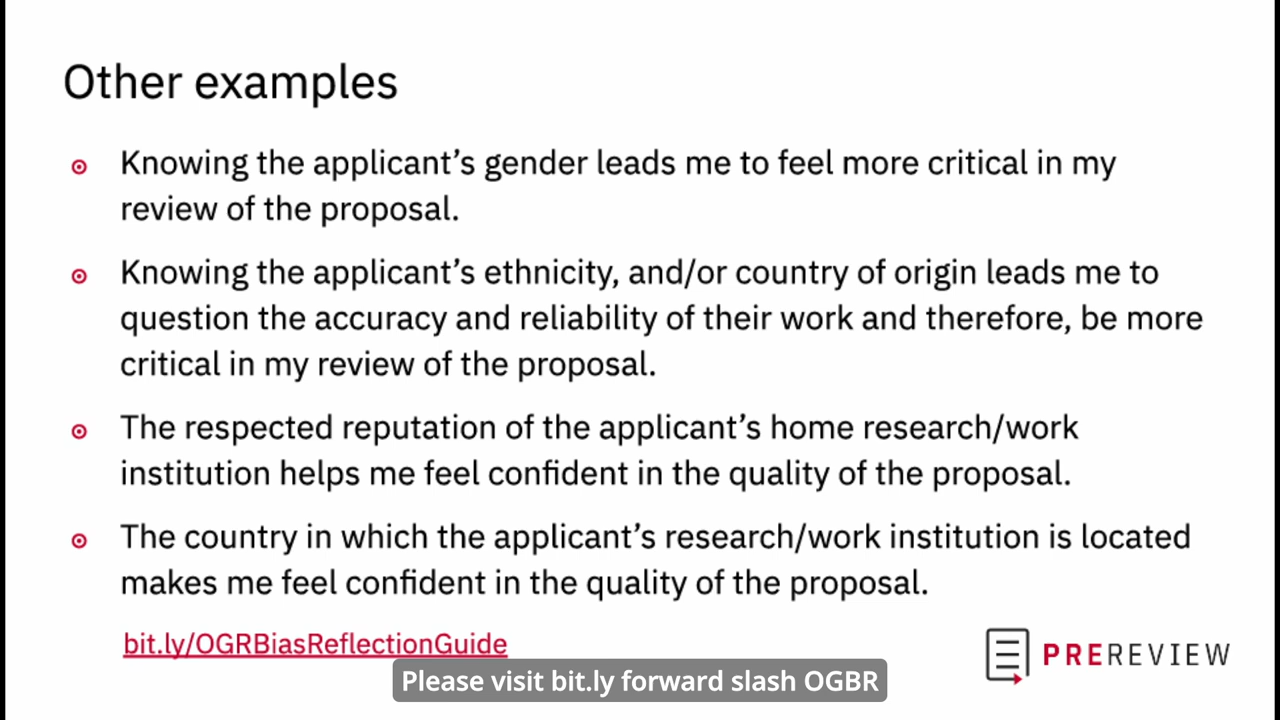 Other examples
Knowing the applicant’s gender leads me to feel more critical in my
review of the proposal.
Knowing the applicant’s ethnicity, and/or country of origin leads me to
question the accuracy and reliability of their work and therefore, be more
critical in my review of the proposal.
The respected reputation of the applicant’s home research/work
institution helps me feel confident in the quality of the proposal.
The country in which the applicant’s research/work institution is located
makes me feel confident in the quality of the proposal.
bit.ly/OGRBiasReflectionGuide
PREREVIEW
Please visit bit.ly forward slash OGBR